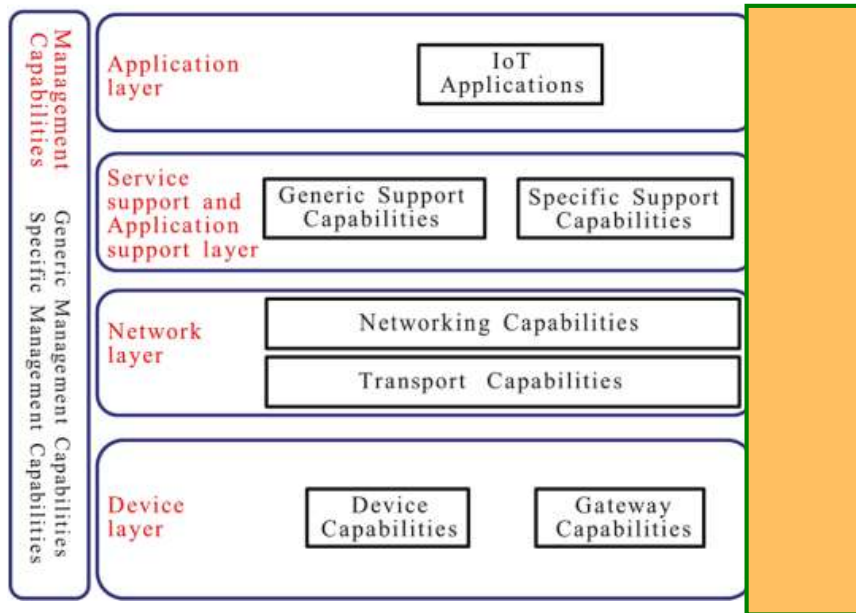 Management
Capabilities
Generic Management Capabilities
Specific Management Capabilities
Application
layer
IoT
Applications
Service
support and
Application
support layer
Generic Support
Capabilities
Specific Support
Capabilities
Network
layer
Networking Capabilities
Transport Capabilities
Device
layer
Device
Capabilities
Gateway
Capabilities